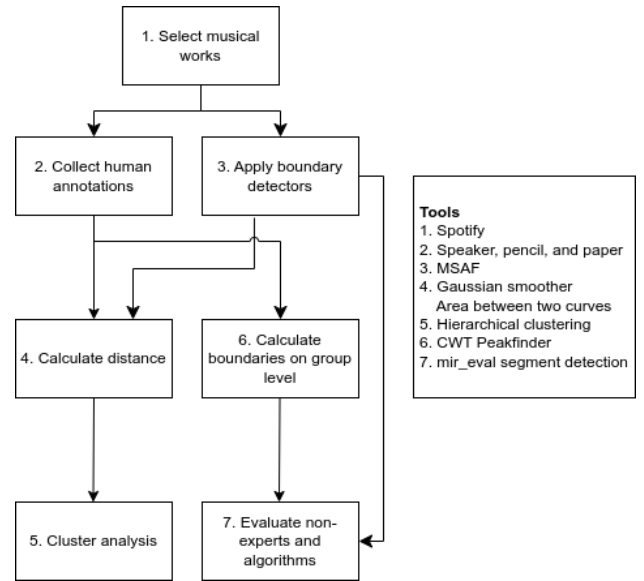 1. Select musical
works
2. Collect human
annotations
3. Apply boundary
detectors
Tools
1. Spotify
2. Speaker, pencil, and paper
3. MSAF
4. Gaussian smoother
Area between two curves
5. Hierarchical clustering
6. CWT Peakfinder
7. mir_eval segment detection
4. Calculate distance
6. Calculate
boundaries on group
level
5. Cluster analysis
7. Evaluate non-
experts and
algorithms